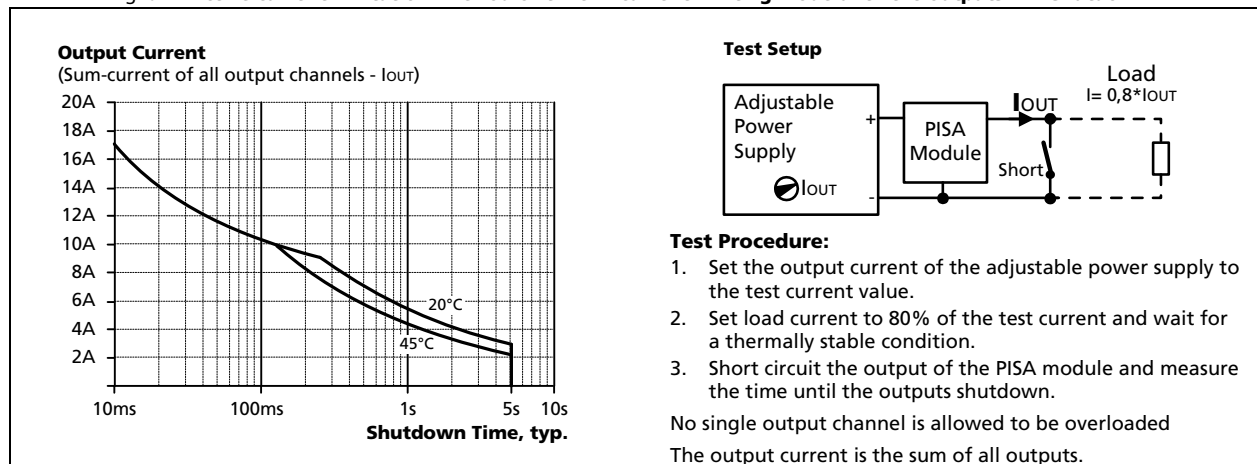 Output Current
(Sum-current of all output channels - IOUT)
20A
18A
16A
14A
12A
10A
8A
6A
4A
2A
20°C
45°C
10ms
100ms
1s
5s
10s
Shutdown Time, typ.
Test Setup
Adjustable
Power
Supply
IOUT
+
-
PISA
Module
IOUT
Short
Load
I= 0,8*IOUT
Test Procedure:
1. Set the output current of the adjustable power supply to
the test current value.
2. Set load current to 80% of the test current and wait for
a thermally stable condition.
3. Short circuit the output of the PISA module and measure
the time until the outputs shutdown.
No single output channel is allowed to be overloaded
The output current is the sum of all outputs.